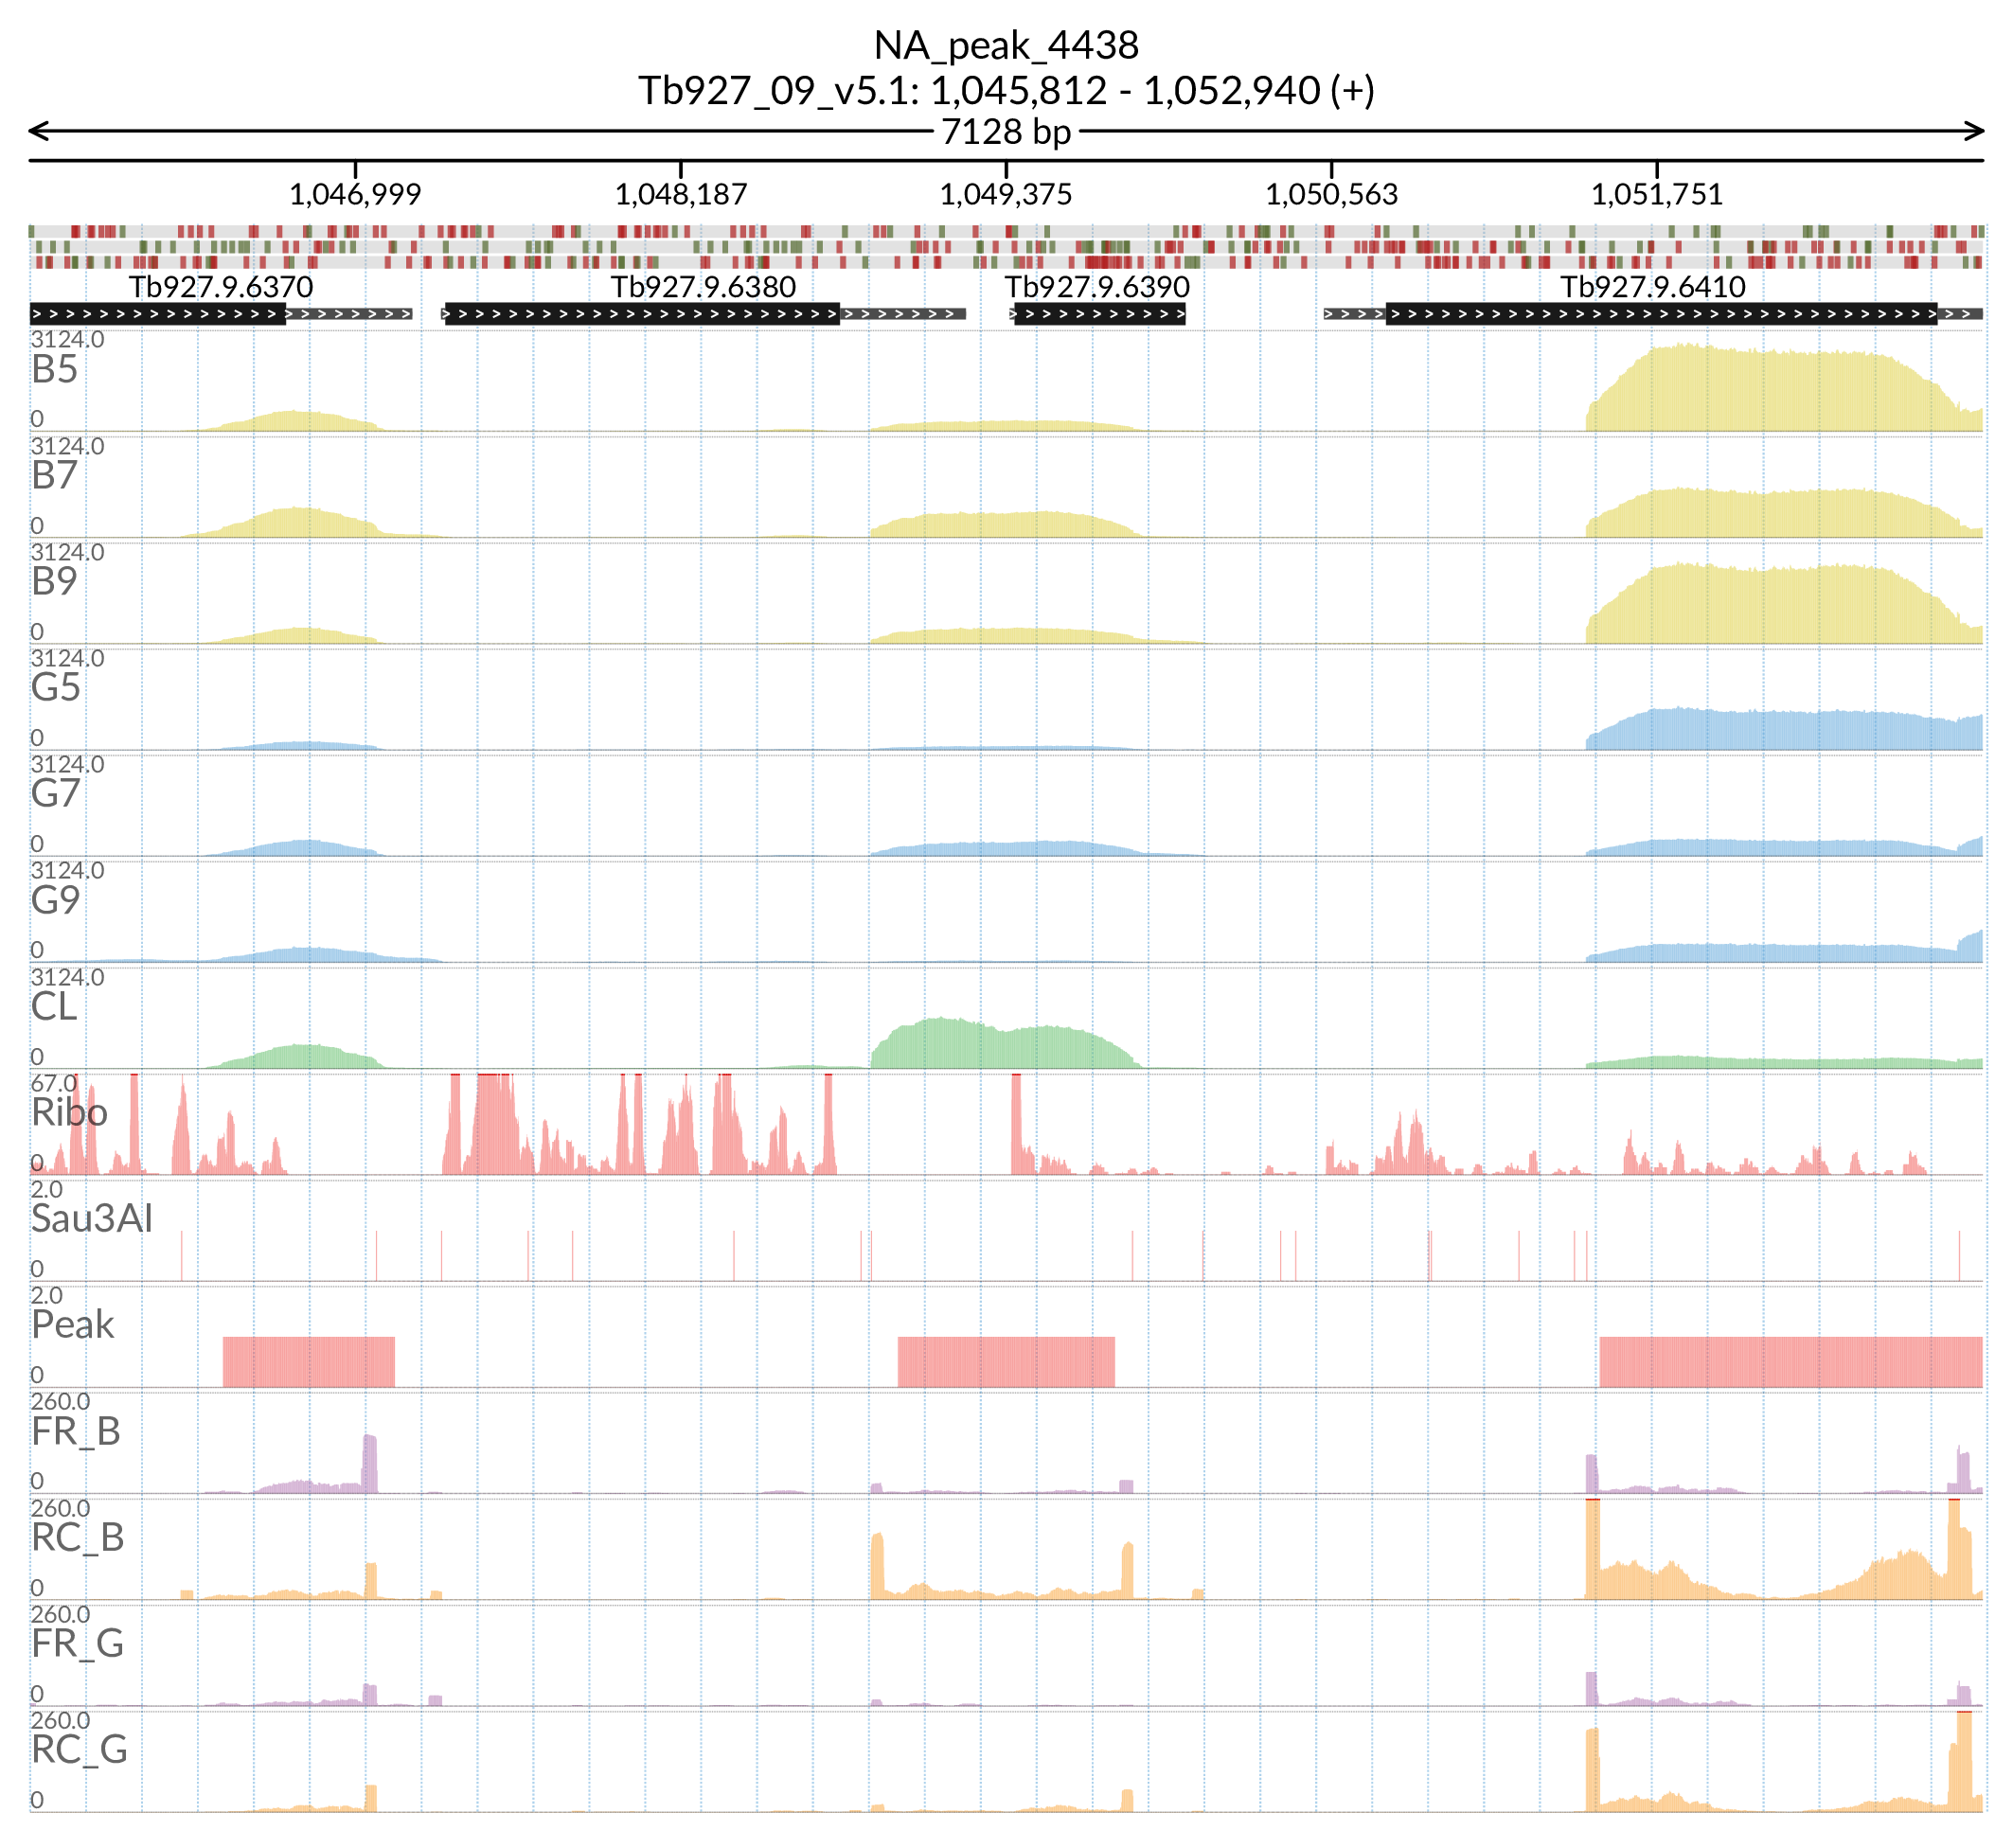 NA_peak_4438
Tb927_09_v5.1: 1,045,812 - 1,052,940 (+)
7128 bp
1,046,999 1,048,187 1,049,375 1,050,563 1,051,751
Tb927.9.6370 Tb927.9.6380 Tb927.9.6390 Tb927.9.6410
3124.0
B5
0
3124.0
B7
0
3124.0
B9
0
3124.0
G5
0
3124.0
G7
0
3124.0
G9
0
3124.0
CL
0
67.0
Ribo
0
2.0
Sau3AI
0
2.0
Peak
0
260.0
FR_B
0
260.0
RC_B
0
260.0
FR_G
0
260.0
RC_G
0